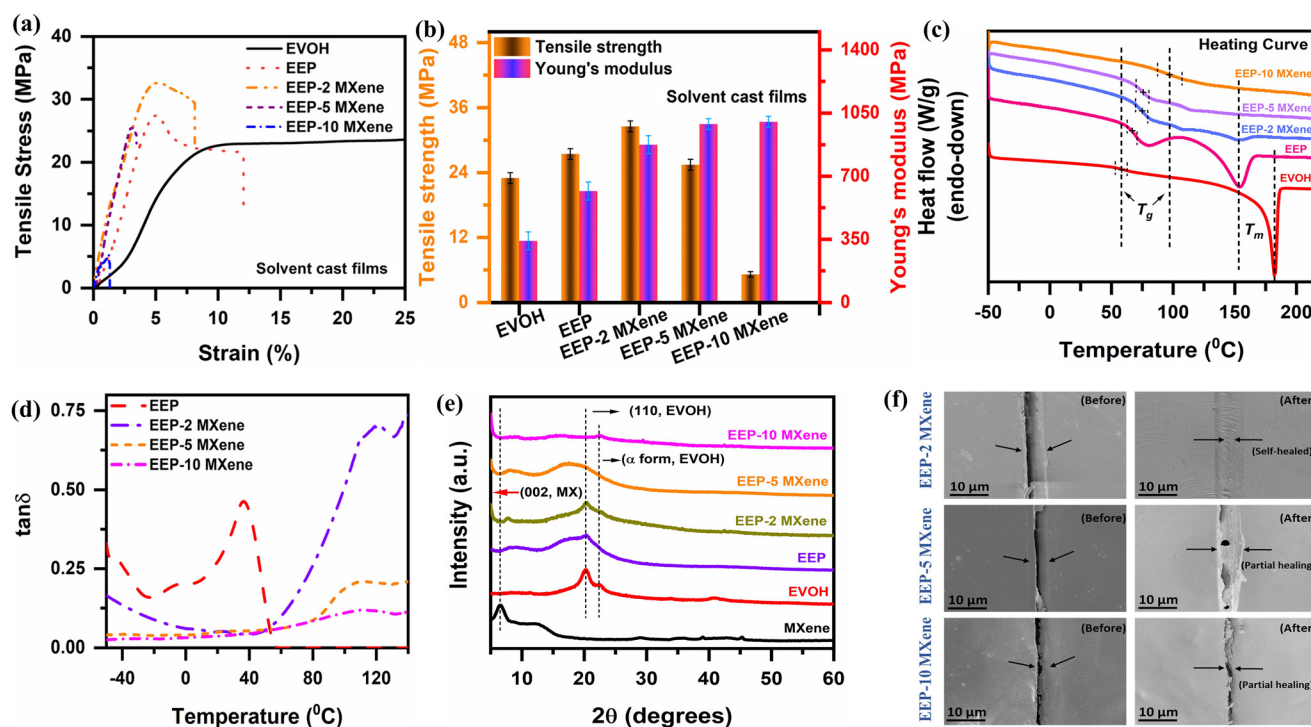 (a)
40
30
20
10
0
Tensile Stress (MPa)
EVOH
EEP
EEP-2 MXene
EEP-5 MXene
EEP-10 MXene
Solvent cast films
0 5 10 15 20 25
Strain (%)
(b)
48
36
24
12
0
Tensile strength (MPa)
Tensile strength
Young's modulus
Solvent cast films
1500
1200
900
600
300
0
Young's modulus (MPa)
EVOH
EEP
EEP-2 MXene
EEP-5 MXene
EEP-10 MXene
(c)
Heating Curve
Heat flow (W/g)
(endo-down)
EEP-10 MXene
EEP-5 MXene
EEP-2 MXene
EEP
EVOH
Tg
Tm
-50 0 50 100 150 200
Temperature (⁰C)
(d)
0.75
0.50
0.25
0.00
tanδ
EEP
EEP-2 MXene
EEP-5 MXene
EEP-10 MXene
-40 0 40 80 120
Temperature (⁰C)
(e)
Intensity (a.u.)
(110, EVOH)
EEP-10 MXene
(α form, EVOH)
EEP-5 MXene
(002, MX)
EEP-2 MXene
EEP
EVOH
MXene
10 20 30 40 50 60
2θ (degrees)
(f)
EEP-2 MXene
(Before)
10 μm
(After)
(Self-healed)
10 μm
EEP-5 MXene
(Before)
10 μm
(After)
(Partial healing)
10 μm
EEP-10 MXene
(Before)
10 μm
(After)
(Partial healing)
10 μm